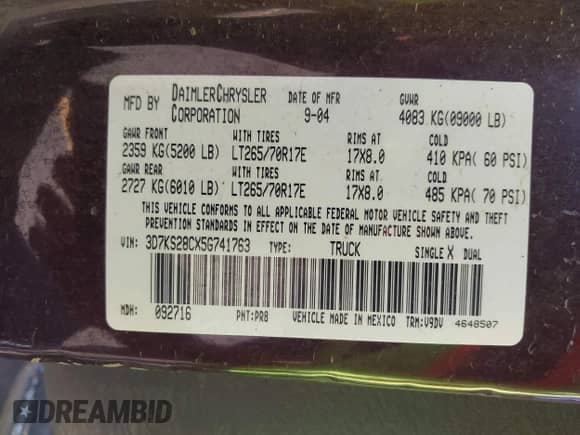 MFD BY DAIMLERCHRYSLER CORPORATION DATE OF MFR 9-04 GVWR 4083 KG(09000 LB)
GAWR FRONT WITH TIRES RIMS AT COLD
2359 KG(5200 LB) LT265/70R17E 17X8.0 410 KPA( 60 PSI)
GAWR REAR WITH TIRES RIMS AT COLD
2727 KG(6010 LB) LT265/70R17E 17X8.0 485 KPA( 70 PSI)
THIS VEHICLE CONFORMS TO ALL APPLICABLE FEDERAL MOTOR VEHICLE SAFETY AND THEFT
PREVENTION STANDARDS IN EFFECT ON THE DATE OF MANUFACTURE SHOWN ABOVE.
VIN: 3D7KS28CX5G741763 TYPE: TRUCK SINGLE X DUAL
MDH: 092716 PNT:PR8 VEHICLE MADE IN MEXICO TRM:V9DV 4648507
DREAMBID